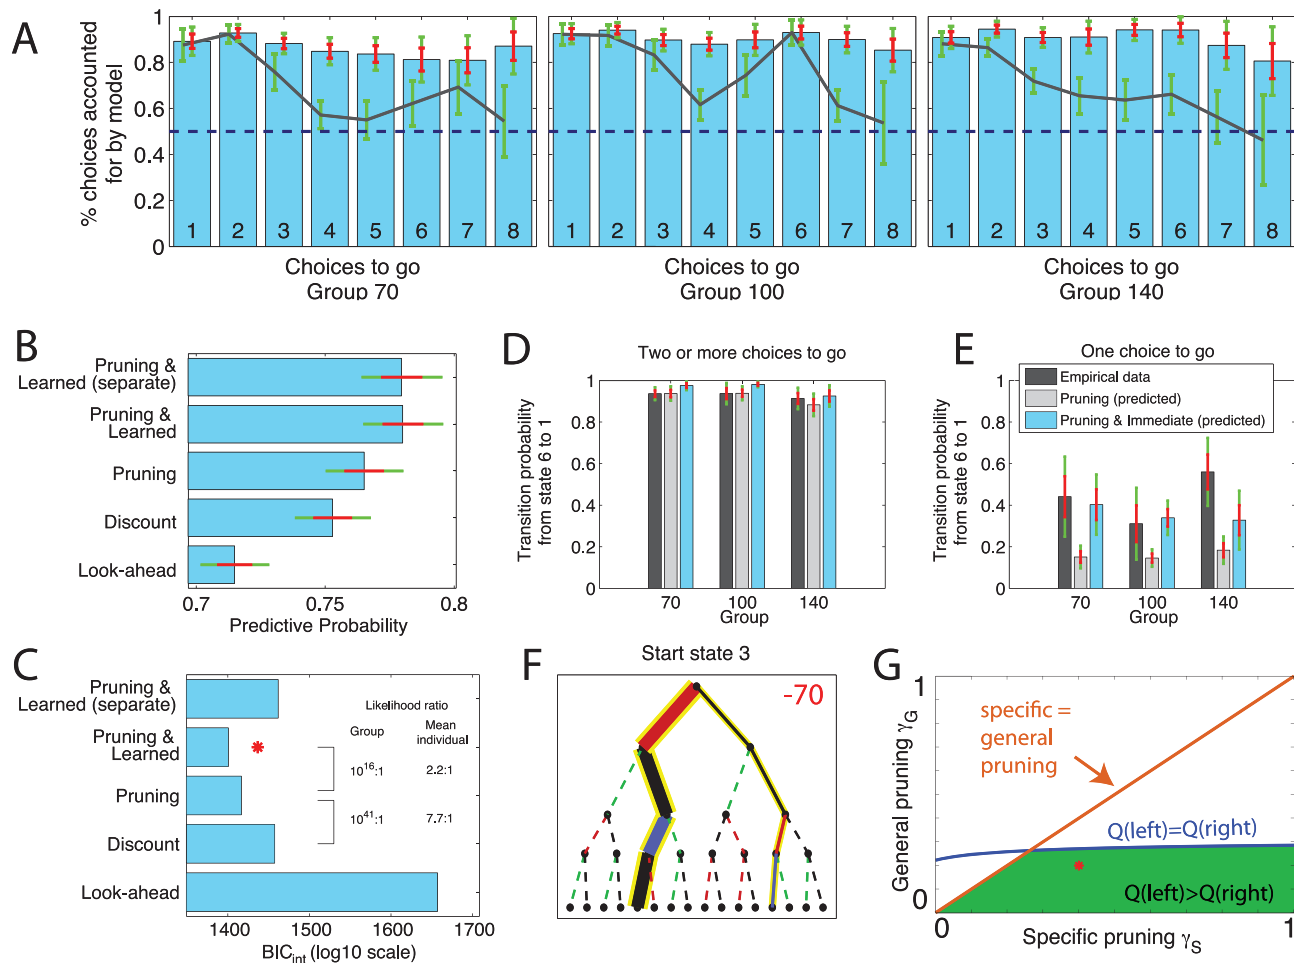 A
% choices accounted
for by model
1
0.8
0.6
0.4
0.2
0
1 2 3 4 5 6 7 8
Choices to go
Group 70
1 2 3 4 5 6 7 8
Choices to go
Group 100
1 2 3 4 5 6 7 8
Choices to go
Group 140
B
Pruning &
Learned (separate)
Pruning &
Learned
Pruning
Discount
Look-ahead
0.7 0.75 0.8
Predictive Probability
D
Two or more choices to go
Transition probability
from state 6 to 1
1
0.8
0.6
0.4
0.2
0
70 100 140
Group
E
One choice to go
Empirical data
Pruning (predicted)
Pruning & Immediate (predicted)
Transition probability
from state 6 to 1
1
0.8
0.6
0.4
0.2
0
70 100 140
Group
C
Pruning &
Learned (separate)
Pruning &
Learned
Pruning
Discount
Look-ahead
Likelihood ratio
Group Mean
individual
10^16:1 2.2:1
10^41:1 7.7:1
1400 1500 1600 1700
BIC_int (log10 scale)
F
Start state 3
-70
G
General pruning γ_G
1
0
specific =
general
pruning
Q(left)=Q(right)
Q(left)>Q(right)
0 1
Specific pruning γ_S